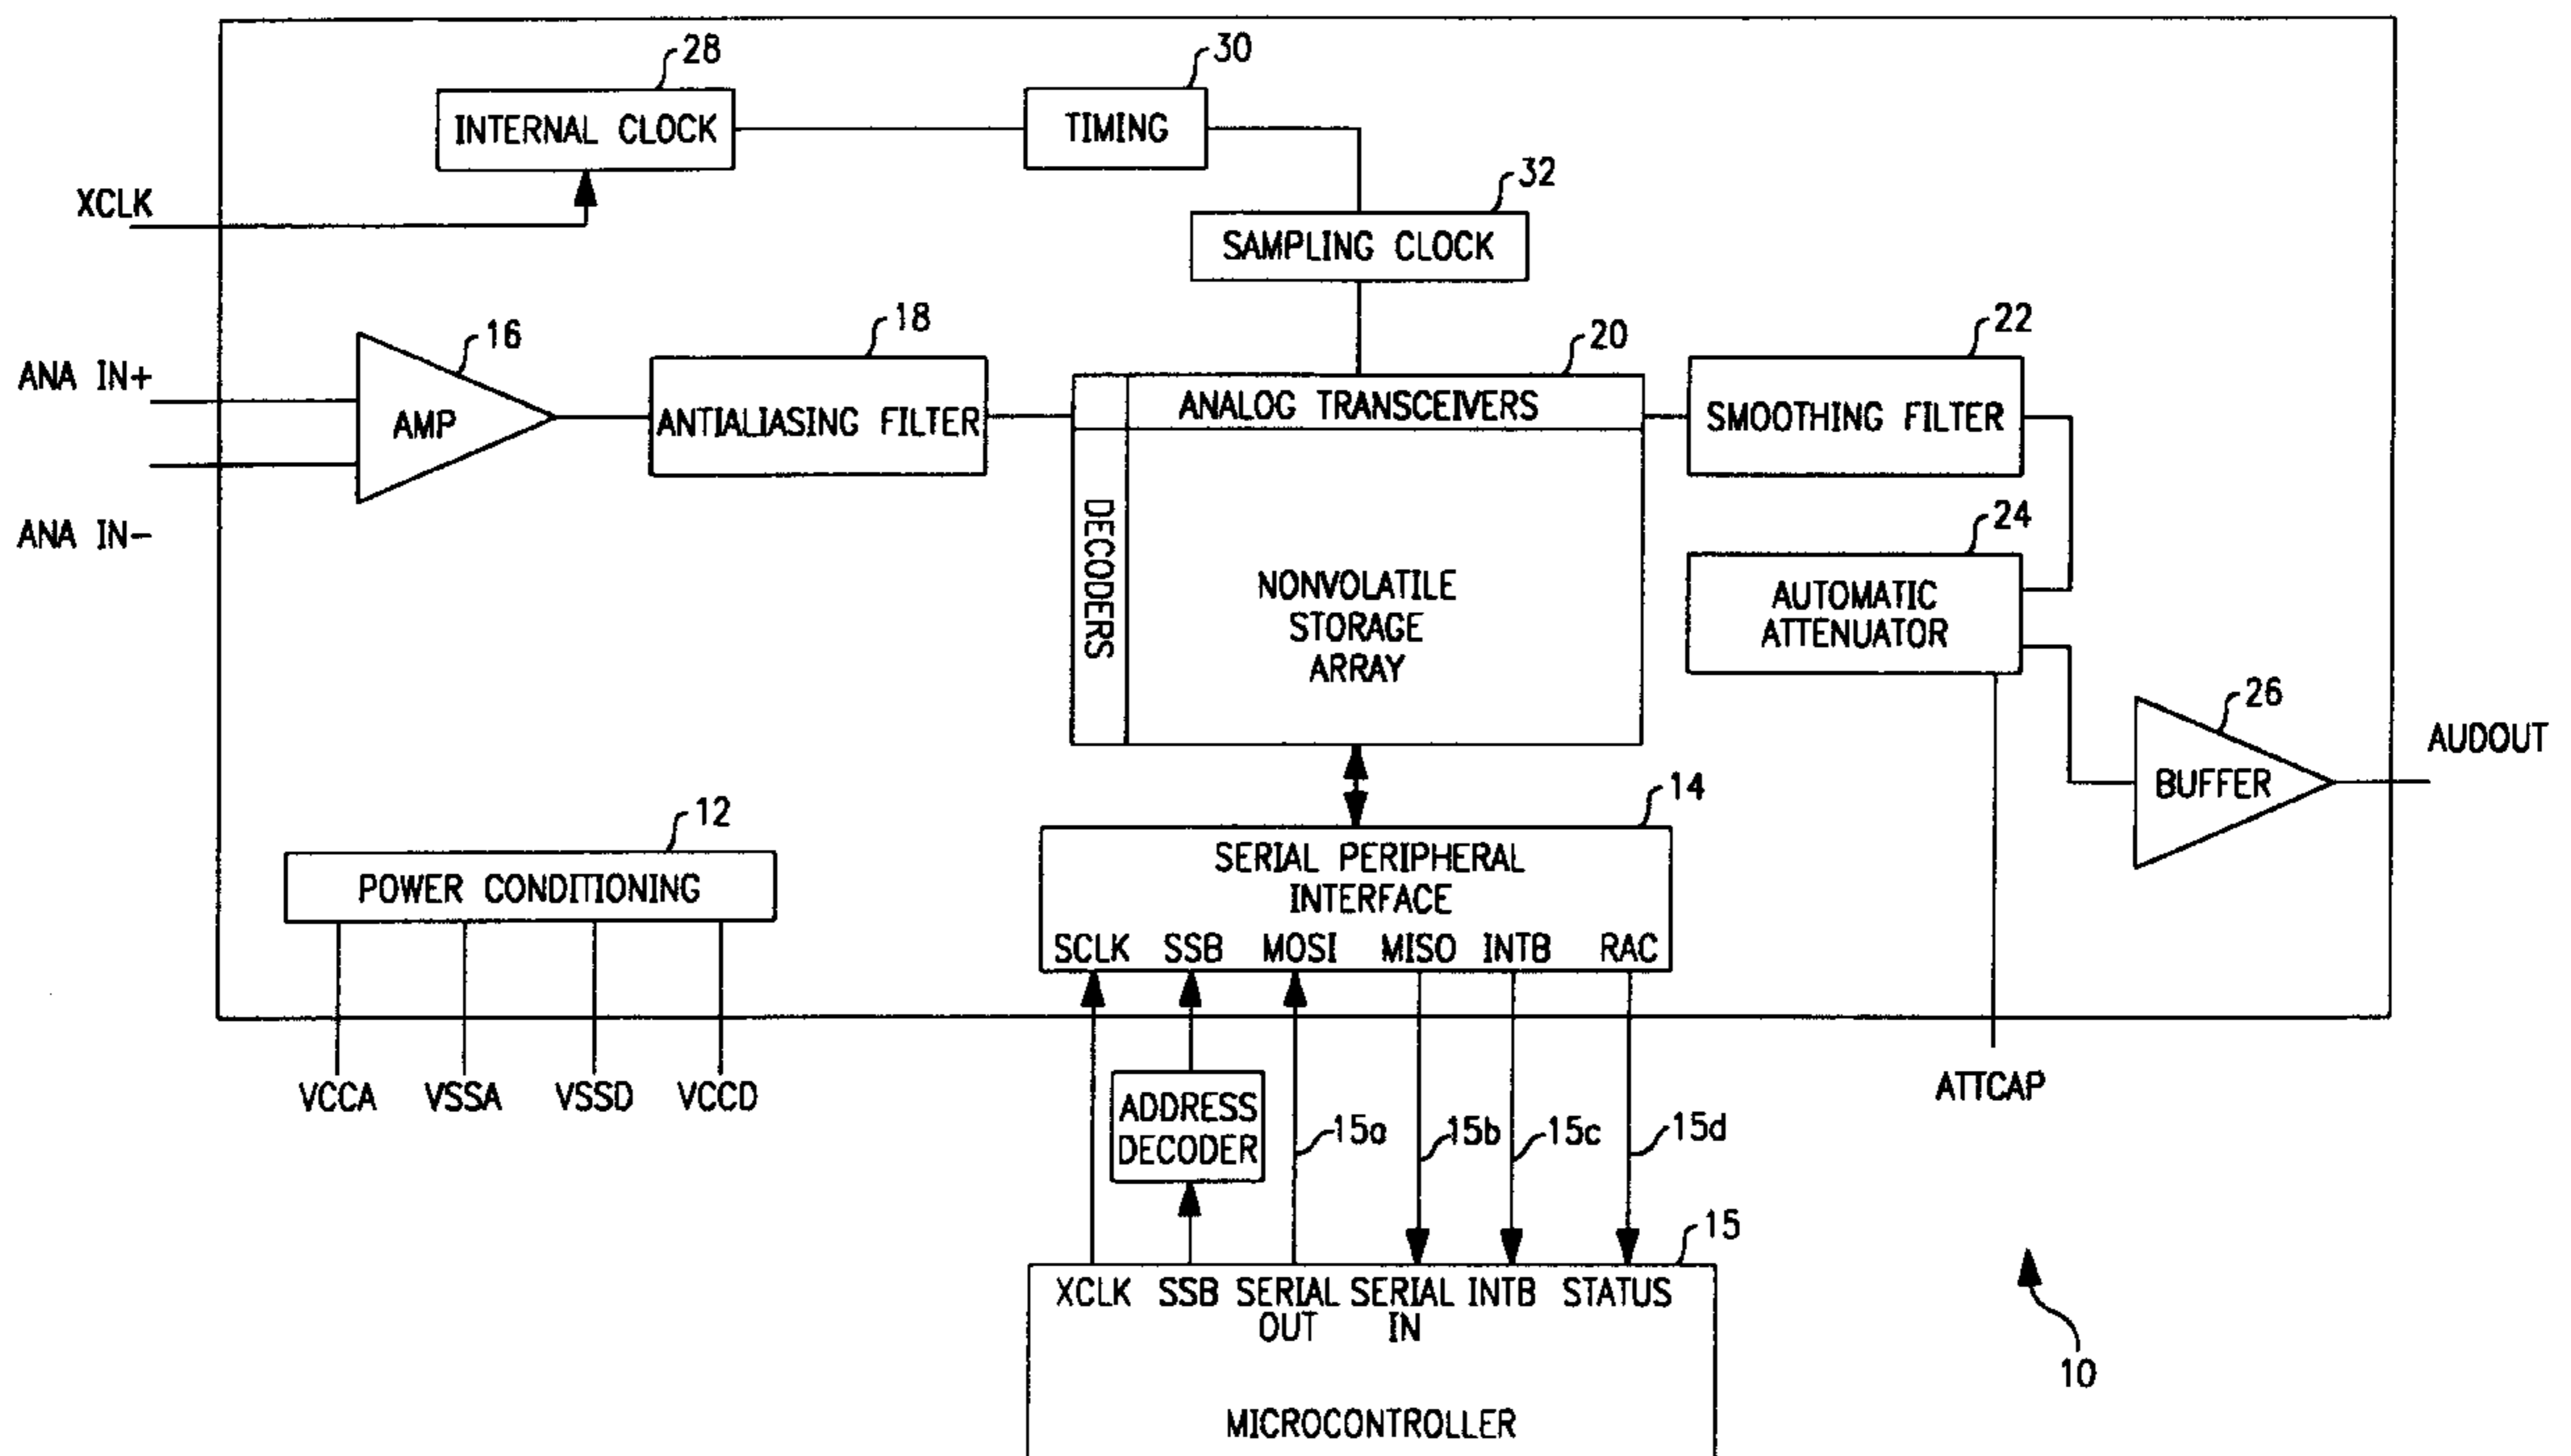 28
30
INTERNAL CLOCK
TIMING
32
XCLK
SAMPLING CLOCK
16
18
20
22
ANA IN+
AMP
ANTIALIASING FILTER
ANALOG TRANSCEIVERS
SMOOTHING FILTER
ANA IN-
DECODERS
NONVOLATILE
STORAGE
ARRAY
24
AUTOMATIC
ATTENUATOR
26
BUFFER
AUDOUT
12
POWER CONDITIONING
14
SERIAL PERIPHERAL
INTERFACE
SCLK SSB MOSI MISO INTB RAC
VCCA VSSA VSSD VCCD
ADDRESS
DECODER
15a
15b
15c
15d
ATTCAP
15
XCLK SSB SERIAL SERIAL INTB STATUS
OUT IN
MICROCONTROLLER
10